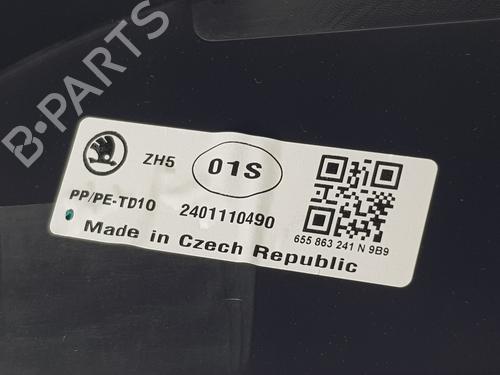 B-PARTS
ZH5 01S
PP/PE-TD10 2401110490
655 863 241 N 9B9
Made in Czech Republic